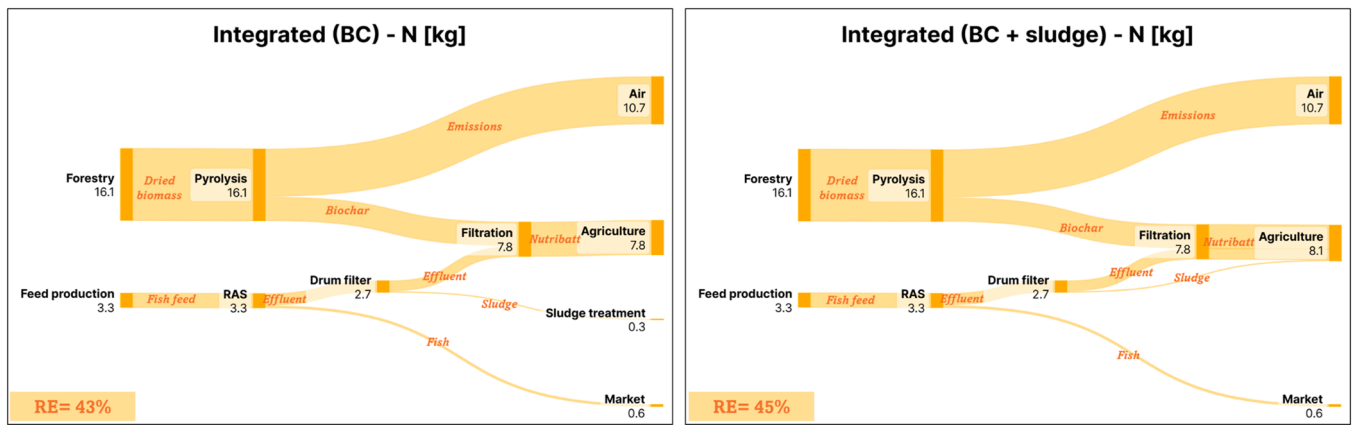 Integrated (BC) - N [kg]
Air
10.7
Emissions
Forestry
16.1
Dried
biomass
Pyrolysis
16.1
Biochar
Filtration
7.8
Nutribatt
Agriculture
7.8
Effluent
Drum filter
2.7
Feed production
3.3
Fish feed
RAS
3.3
Effluent
Sludge
Sludge treatment
0.3
Fish
Market
0.6
RE= 43%
Integrated (BC + sludge) - N [kg]
Air
10.7
Emissions
Forestry
16.1
Dried
biomass
Pyrolysis
16.1
Biochar
Filtration
7.8
Nutribatt
Agriculture
8.1
Effluent
Sludge
Drum filter
2.7
Feed production
3.3
Fish feed
RAS
3.3
Effluent
Fish
Market
0.6
RE= 45%